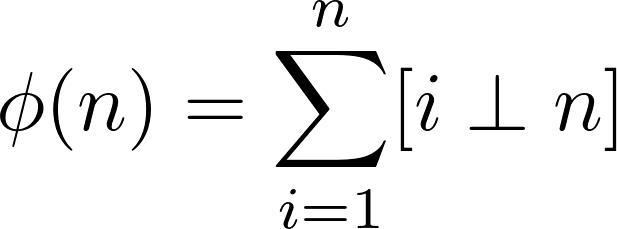 ϕ(n) = ∑_{i=1}^{n} [i ⊥ n]